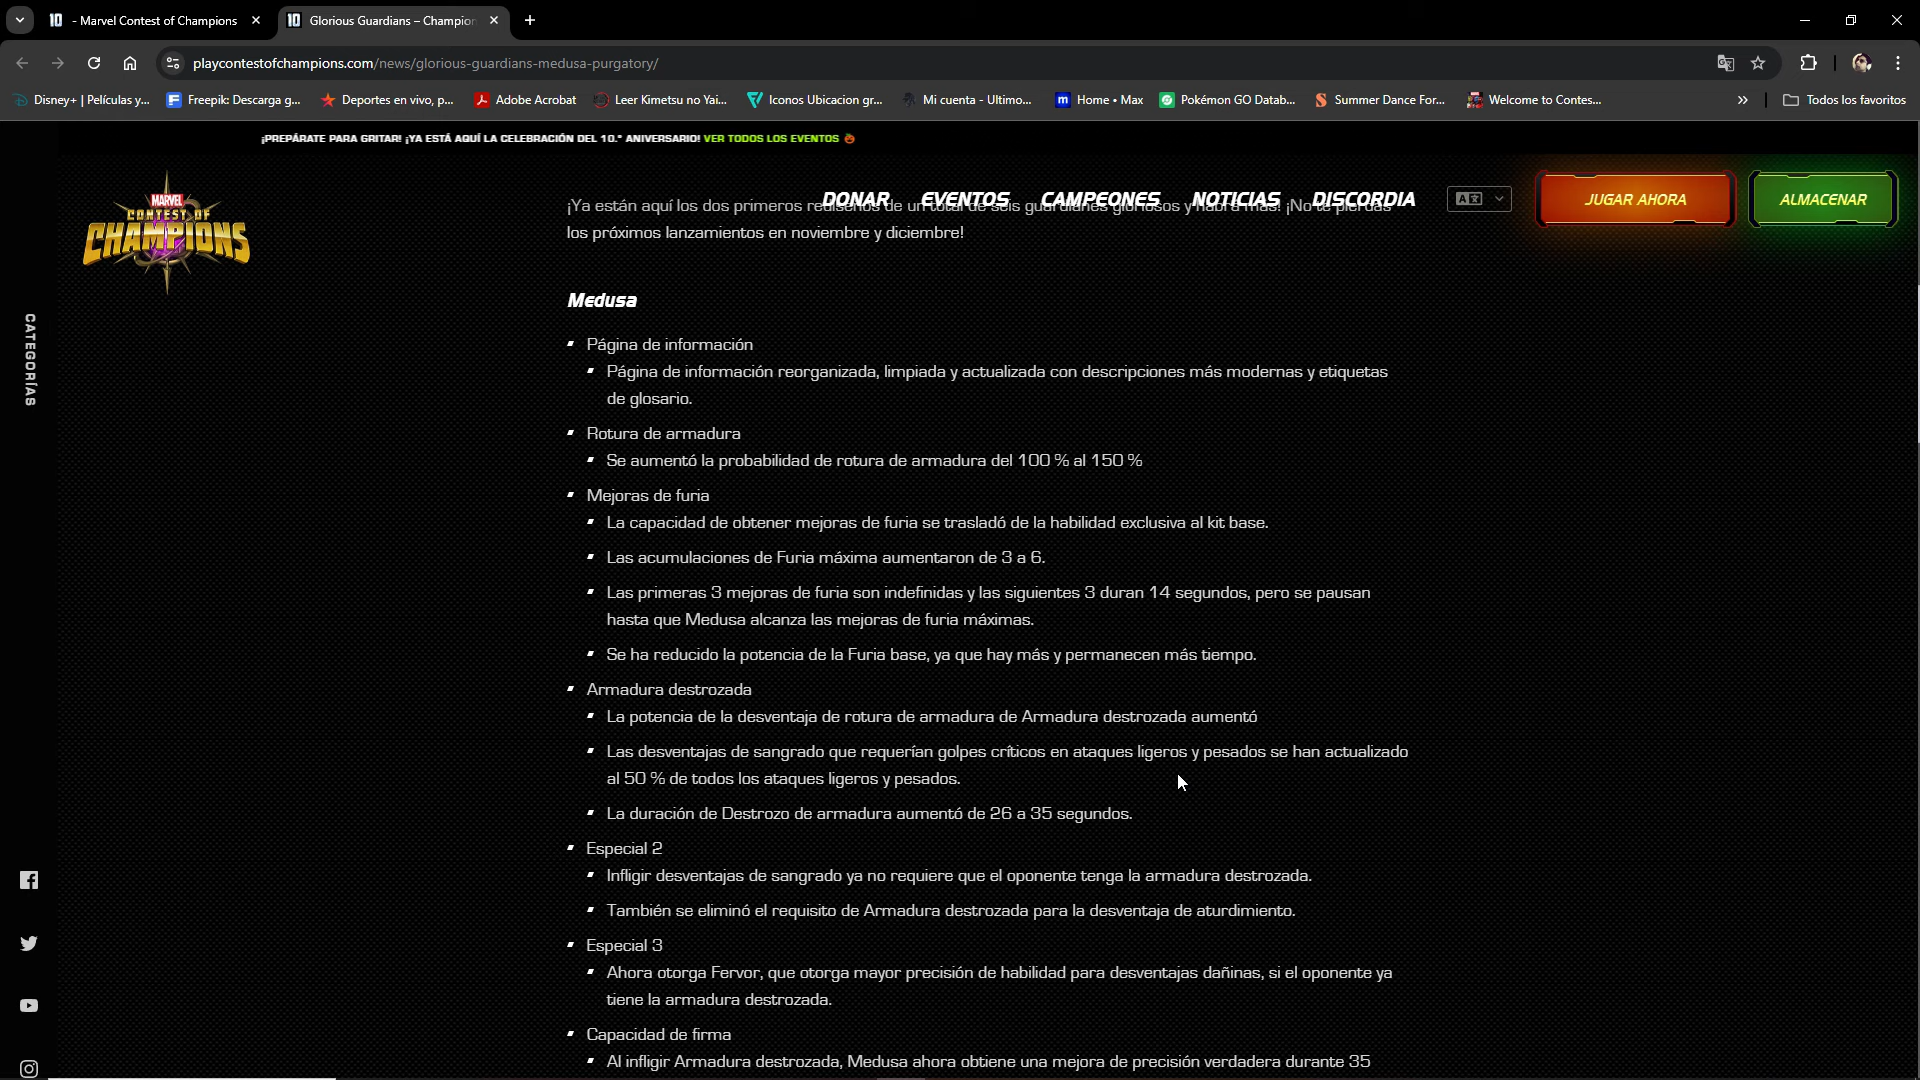 - Marvel Contest of Champions
Glorious Guardians – Champion
playcontestofchampions.com/news/glorious-guardians-medusa-purgatory/
Disney+ | Películas y...
Freepik: Descarga g...
Deportes en vivo, p...
Adobe Acrobat
Leer Kimetsu no Yai...
Iconos Ubicacion gr...
Mi cuenta - Ultimo...
Home • Max
Pokémon GO Datab...
Summer Dance For...
Welcome to Contes...
Todos los favoritos
¡PREPÁRATE PARA GRITAR! ¡YA ESTÁ AQUÍ LA CELEBRACIÓN DEL 10.º ANIVERSARIO! VER TODOS LOS EVENTOS
MARVEL
CONTEST OF
CHAMPIONS
DONAR
EVENTOS
CAMPEONES
NOTICIAS
DISCORDIA
JUGAR AHORA
ALMACENAR
CATEGORÍAS
¡Ya están aquí los dos primeros rediseños de un total de seis guardianes gloriosos y habrá más! ¡No te pierdas
los próximos lanzamientos en noviembre y diciembre!
Medusa
Página de información
Página de información reorganizada, limpiada y actualizada con descripciones más modernas y etiquetas
de glosario.
Rotura de armadura
Se aumentó la probabilidad de rotura de armadura del 100 % al 150 %
Mejoras de furia
La capacidad de obtener mejoras de furia se trasladó de la habilidad exclusiva al kit base.
Las acumulaciones de Furia máxima aumentaron de 3 a 6.
Las primeras 3 mejoras de furia son indefinidas y las siguientes 3 duran 14 segundos, pero se pausan
hasta que Medusa alcanza las mejoras de furia máximas.
Se ha reducido la potencia de la Furia base, ya que hay más y permanecen más tiempo.
Armadura destrozada
La potencia de la desventaja de rotura de armadura de Armadura destrozada aumentó
Las desventajas de sangrado que requerían golpes críticos en ataques ligeros y pesados se han actualizado
al 50 % de todos los ataques ligeros y pesados.
La duración de Destrozo de armadura aumentó de 26 a 35 segundos.
Especial 2
Infligir desventajas de sangrado ya no requiere que el oponente tenga la armadura destrozada.
También se eliminó el requisito de Armadura destrozada para la desventaja de aturdimiento.
Especial 3
Ahora otorga Fervor, que otorga mayor precisión de habilidad para desventajas dañinas, si el oponente ya
tiene la armadura destrozada.
Capacidad de firma
Al infligir Armadura destrozada, Medusa ahora obtiene una mejora de precisión verdadera durante 35